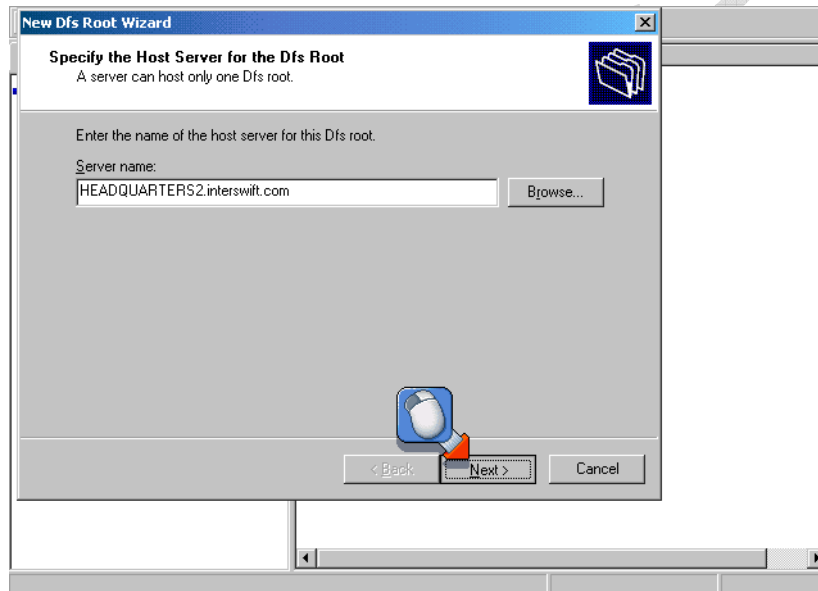 New Dfs Root Wizard
Specify the Host Server for the Dfs Root
A server can host only one Dfs root.
Enter the name of the host server for this Dfs root.
Server name:
HEADQUARTERS2.interswift.com
Browse...
< Back
Next >
Cancel